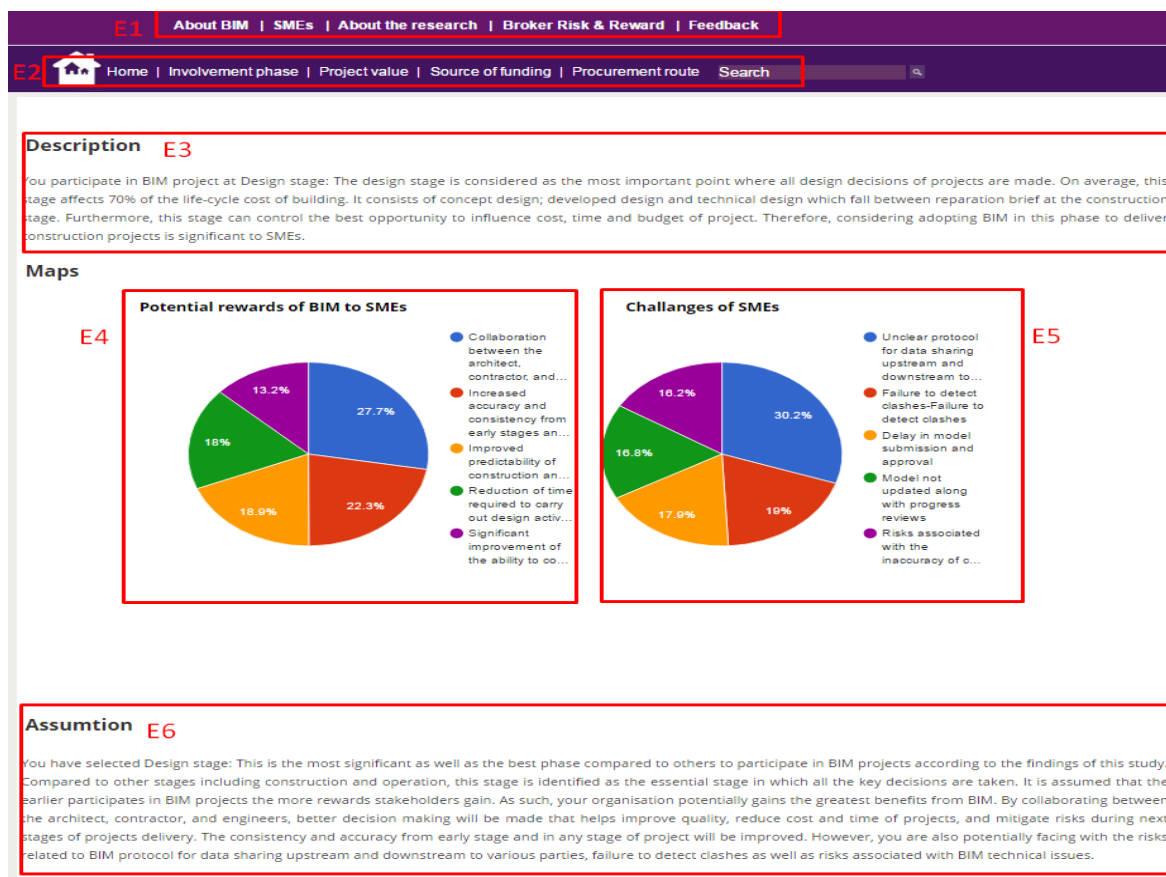 E1 About BIM | SMEs | About the research | Broker Risk & Reward | Feedback
E2 Home | Involvement phase | Project value | Source of funding | Procurement route Search
Description E3
You participate in BIM project at Design stage: The design stage is considered as the most important point where all design decisions of projects are made. On average, this
stage affects 70% of the life-cycle cost of building. It consists of concept design; developed design and technical design which fall between reparation brief at the construction
stage. Furthermore, this stage can control the best opportunity to influence cost, time and budget of project. Therefore, considering adopting BIM in this phase to deliver
construction projects is significant to SMEs.
Maps
E4
Potential rewards of BIM to SMEs
27.7%
22.3%
18.9%
18%
13.2%
Collaboration
between the
architect,
contractor, and...
Increased
accuracy and
consistency from
early stages an...
Improved
predictability of
construction an...
Reduction of time
required to carry
out design activ...
Significant
improvement of
the ability to co...
Challanges of SMEs
E5
30.2%
19%
17.9%
16.8%
16.2%
Unclear protocol
for data sharing
upstream and
downstream to...
Failure to detect
clashes-Failure to
detect clashes
Delay in model
submission and
approval
Model not
updated along
with progress
reviews
Risks associated
with the
inaccuracy of c...
Assumtion E6
You have selected Design stage: This is the most significant as well as the best phase compared to others to participate in BIM projects according to the findings of this study.
Compared to other stages including construction and operation, this stage is identified as the essential stage in which all the key decisions are taken. It is assumed that the
earlier participates in BIM projects the more rewards stakeholders gain. As such, your organisation potentially gains the greatest benefits from BIM. By collaborating between
the architect, contractor, and engineers, better decision making will be made that helps improve quality, reduce cost and time of projects, and mitigate risks during next
stages of projects delivery. The consistency and accuracy from early stage and in any stage of project will be improved. However, you are also potentially facing with the risks
related to BIM protocol for data sharing upstream and downstream to various parties, failure to detect clashes as well as risks associated with BIM technical issues.